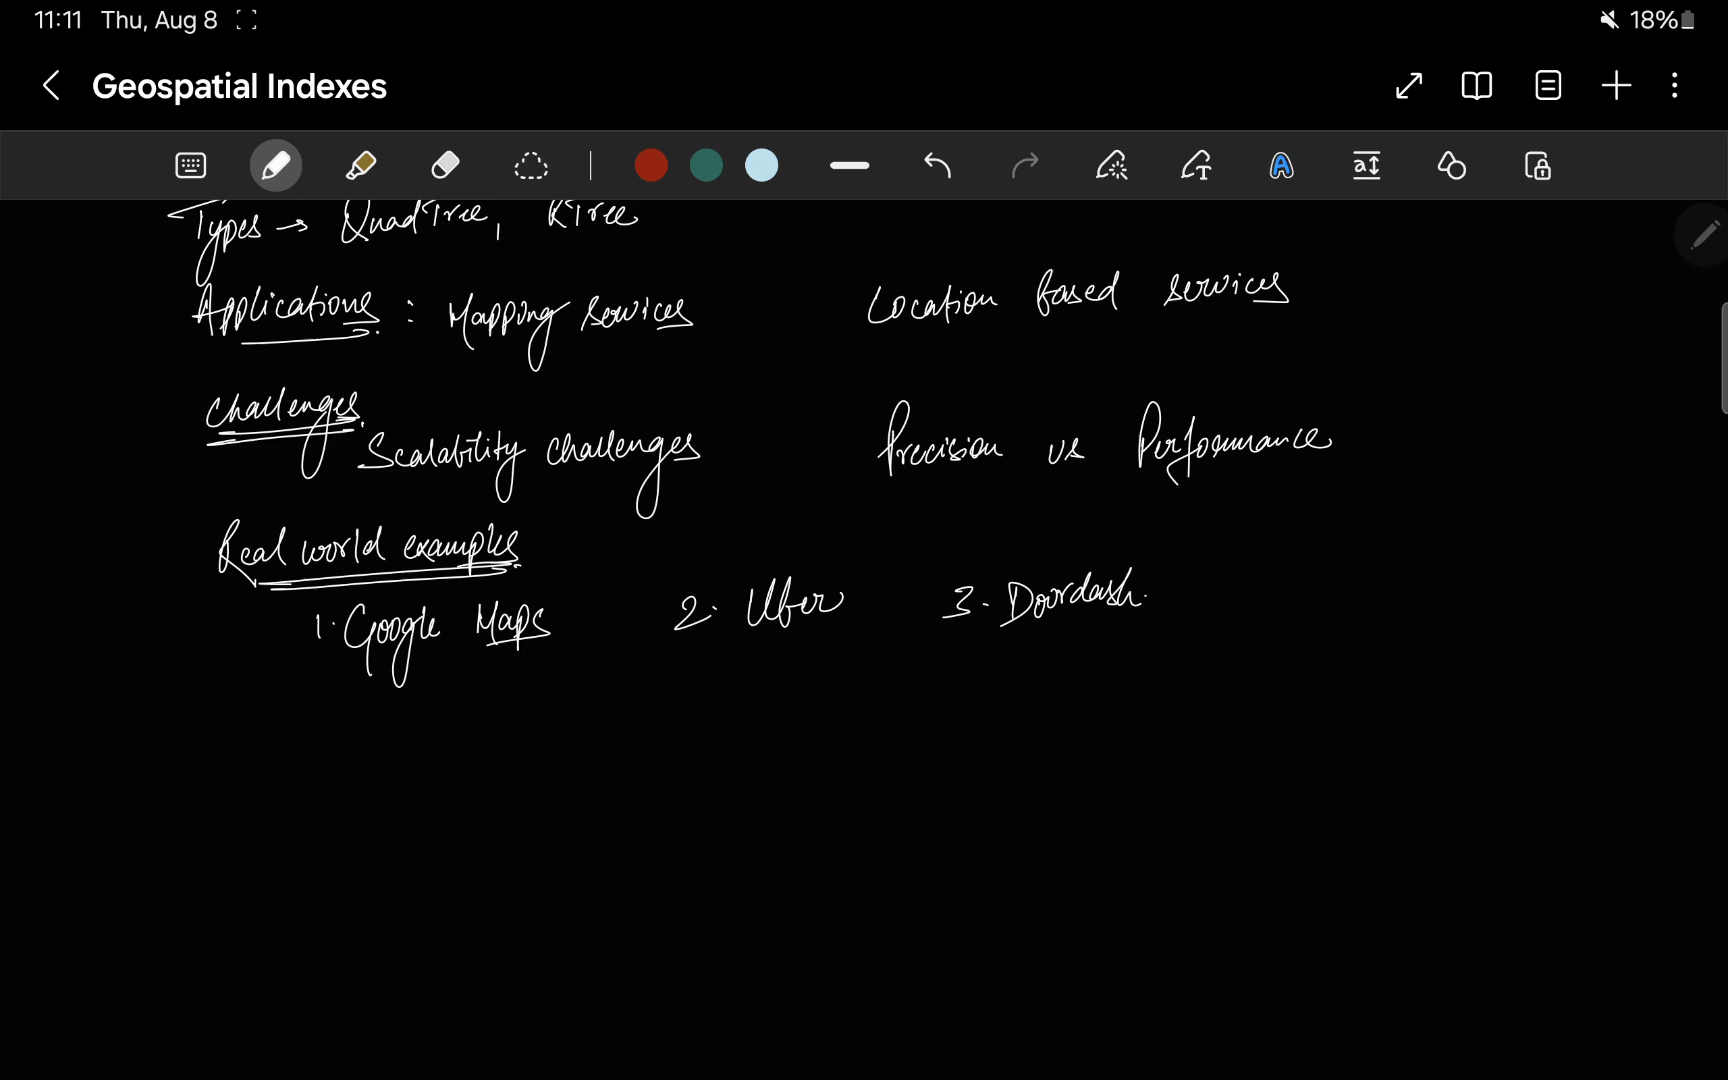 11:11 Thu, Aug 8 18%
Geospatial Indexes
Types → QuadTree, RTree
Applications : Mapping Services Location based services
Challenges
Scalability challenges Precision vs Performance
Real world examples
1. Google Maps 2. Uber 3. Doordash.